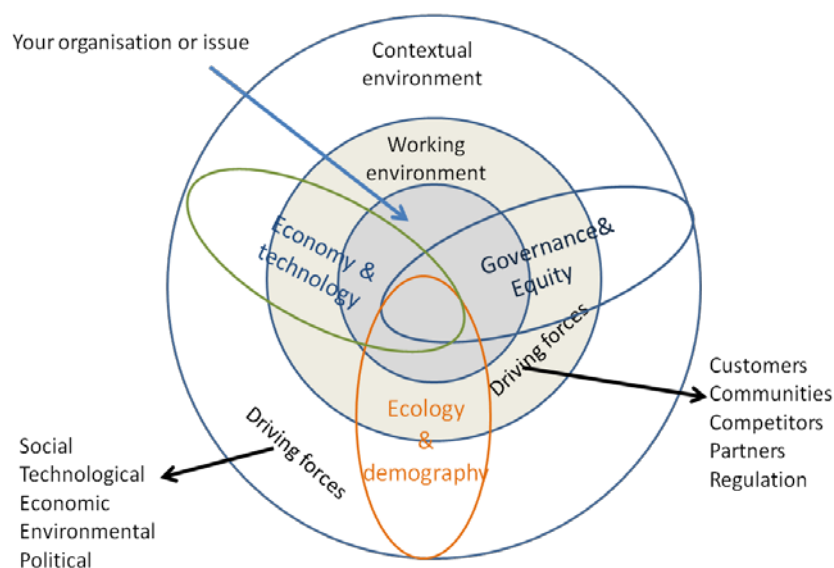 Your organisation or issue
Contextual
environment
Working
environment
Economy &
technology
Governance&
Equity
Driving forces
Customers
Communities
Competitors
Partners
Regulation
Ecology
&
demography
Driving forces
Social
Technological
Economic
Environmental
Political